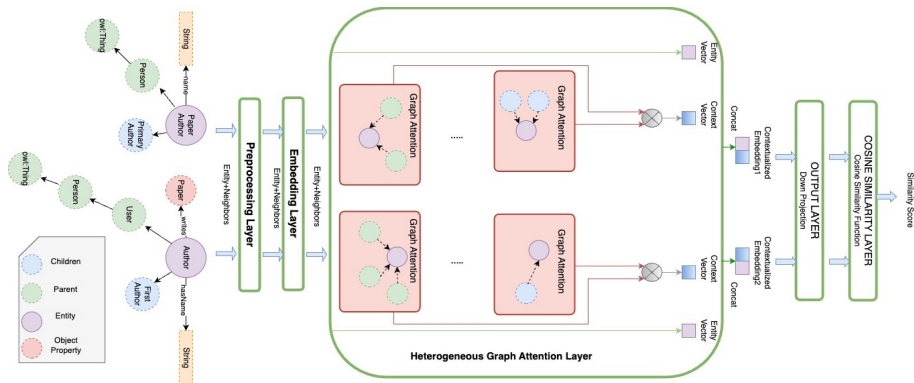 owl:Thing
Person
String
name
Paper
Author
Primary
Author
owl:Thing
Person
User
Paper
writes
Author
First
Author
hasName
String
Children
Parent
Entity
Object
Property
Entity+Neighbors
Preprocessing Layer
Entity+Neighbors
Embedding Layer
Entity+Neighbors
Graph Attention
.....
Graph Attention
Graph Attention
.....
Graph Attention
Heterogeneous Graph Attention Layer
Entity
Vector
Context
Vector
Context
Vector
Entity
Vector
Concat
Contextualized
Embedding1
Contextualized
Embedding2
Concat
OUTPUT LAYER
Down Projection
COSINE SIMILARITY LAYER
Cosine Similarity Function
Similarity Score